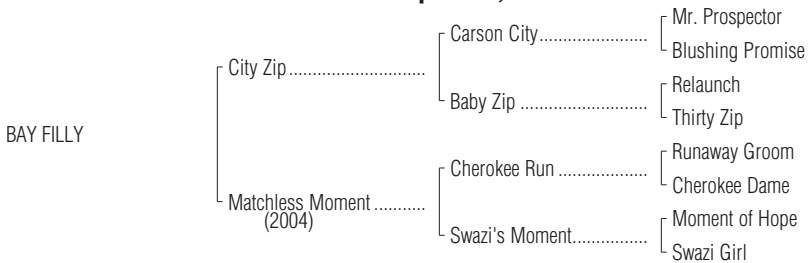 Mr. Prospector
Carson City.......................
Blushing Promise
City Zip.............................
Relaunch
Baby Zip ...........................
Thirty Zip
BAY FILLY
Runaway Groom
Cherokee Run ...................
Cherokee Dame
Matchless Moment...........
(2004)
Moment of Hope
Swazi's Moment................
Swazi Girl